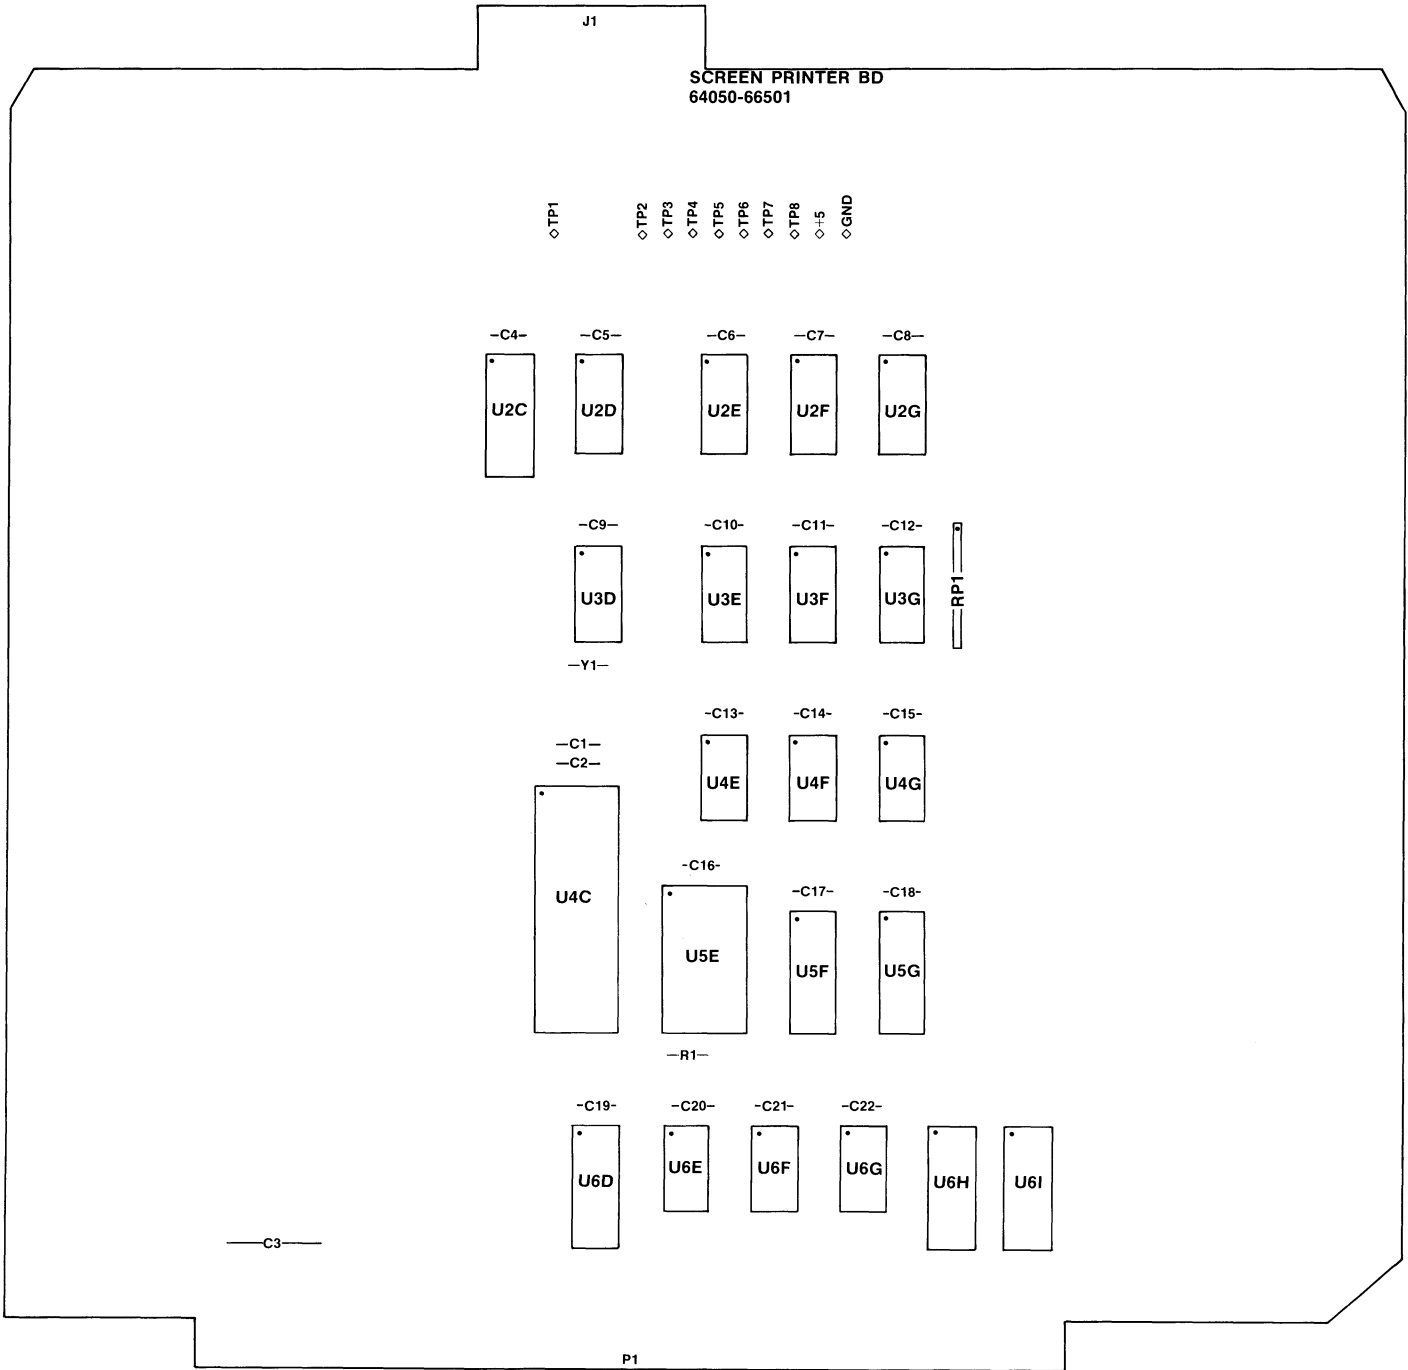 J1
SCREEN PRINTER BD
64050-66501
TP1 TP2 TP3 TP4 TP5 TP6 TP7 TP8 +5 GND
C4 C5 C6 C7 C8
U2C U2D U2E U2F U2G
C9 C10 C11 C12
U3D U3E U3F U3G RP1
Y1
C13 C14 C15
C1
C2
U4E U4F U4G
C16
C17 C18
U4C
U5E
U5F U5G
R1
C19 C20 C21 C22
U6D U6E U6F U6G U6H U6I
C3
P1